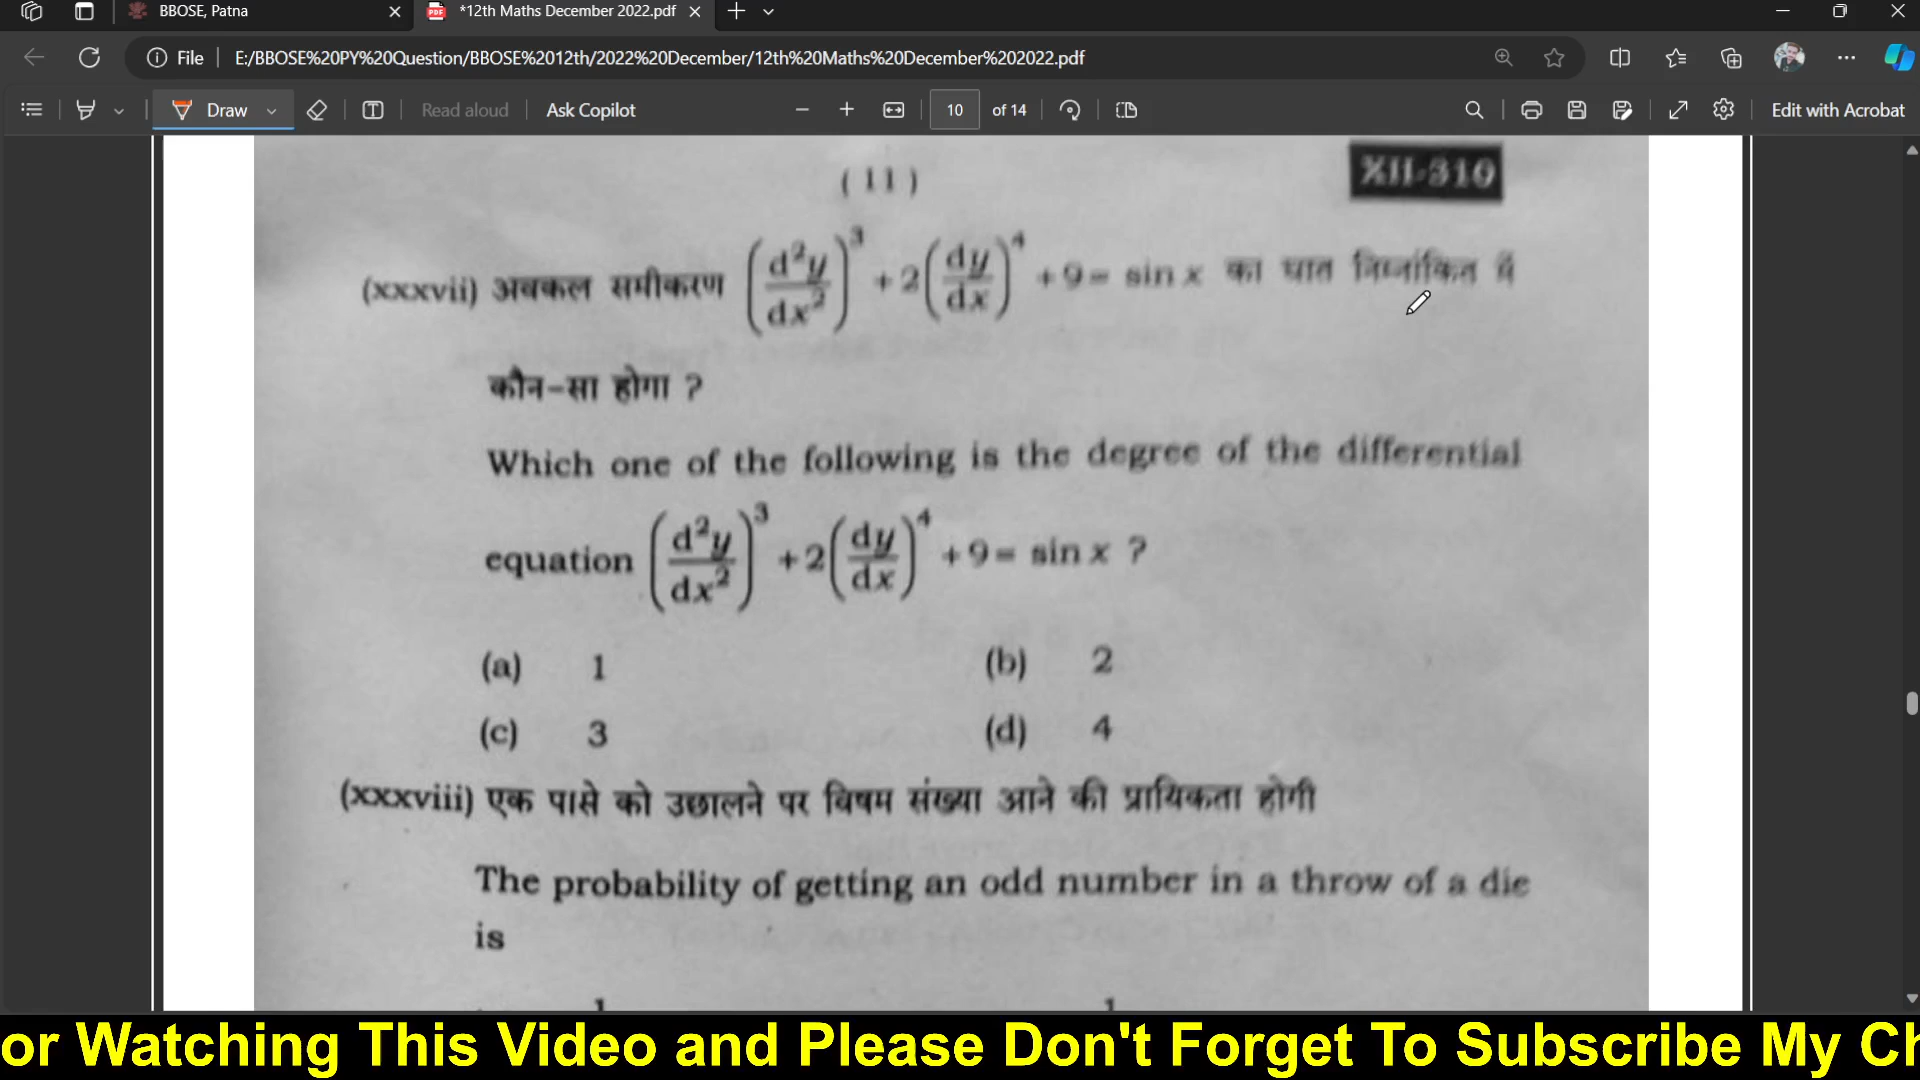 BBOSE, Patna
*12th Maths December 2022.pdf
File E:/BBOSE%20PY%20Question/BBOSE%2012th/2022%20December/12th%20Maths%20December%202022.pdf
Draw Read aloud Ask Copilot 10 of 14 Edit with Acrobat
(11) XII-310
(xxxvii) अवकल समीकरण (d²y/dx²)³ + 2(dy/dx)⁴ + 9 = sin x का घात निम्नांकित में
कौन-सा होगा ?
Which one of the following is the degree of the differential
equation (d²y/dx²)³ + 2(dy/dx)⁴ + 9 = sin x ?
(a) 1 (b) 2
(c) 3 (d) 4
(xxxviii) एक पासे को उछालने पर विषम संख्या आने की प्रायिकता होगी
The probability of getting an odd number in a throw of a die
is
or Watching This Video and Please Don't Forget To Subscribe My Ch